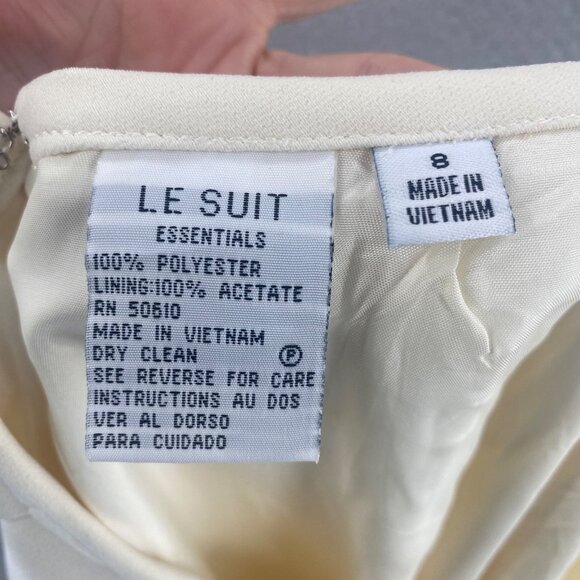 LE SUIT
ESSENTIALS
100% POLYESTER
LINING:100% ACETATE
RN 50610
MADE IN VIETNAM
DRY CLEAN Ⓟ
SEE REVERSE FOR CARE
INSTRUCTIONS AU DOS
VER AL DORSO
PARA CUIDADO
8
MADE IN
VIETNAM